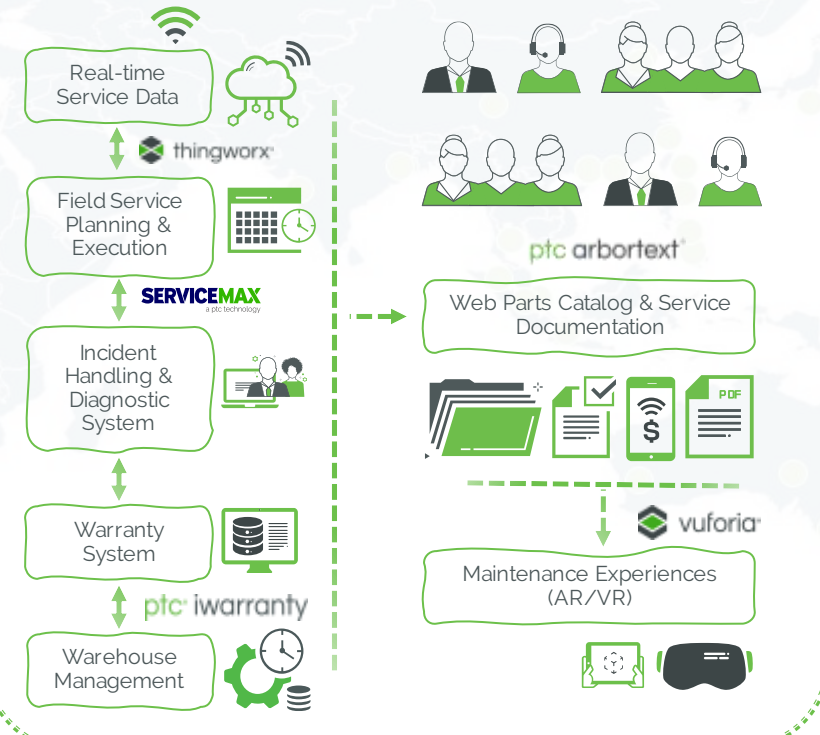 Real-time
Service Data
thingworx
Field Service
Planning &
Execution
SERVICEMAX
a ptc technology
Incident
Handling &
Diagnostic
System
Warranty
System
ptc iwarranty
Warehouse
Management
ptc arbortext
Web Parts Catalog & Service
Documentation
$
PDF
vuforia
Maintenance Experiences
(AR/VR)